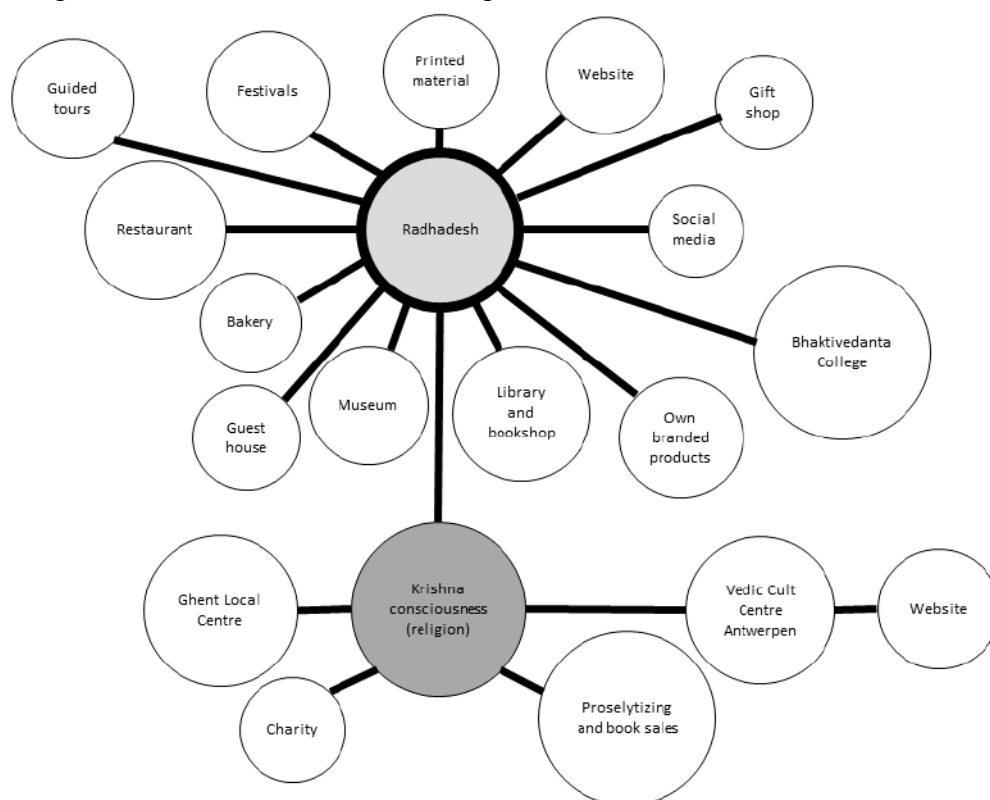 Guided
tours
Festivals
Printed
material
Website
Gift
shop
Restaurant
Radhadesh
Social
media
Bakery
Bhaktivedanta
College
Guest
house
Museum
Library
and
bookshop
Own
branded
products
Ghent Local
Centre
Krishna
consciousness
(religion)
Vedic Cult
Centre
Antwerpen
Website
Charity
Proselytizing
and book sales